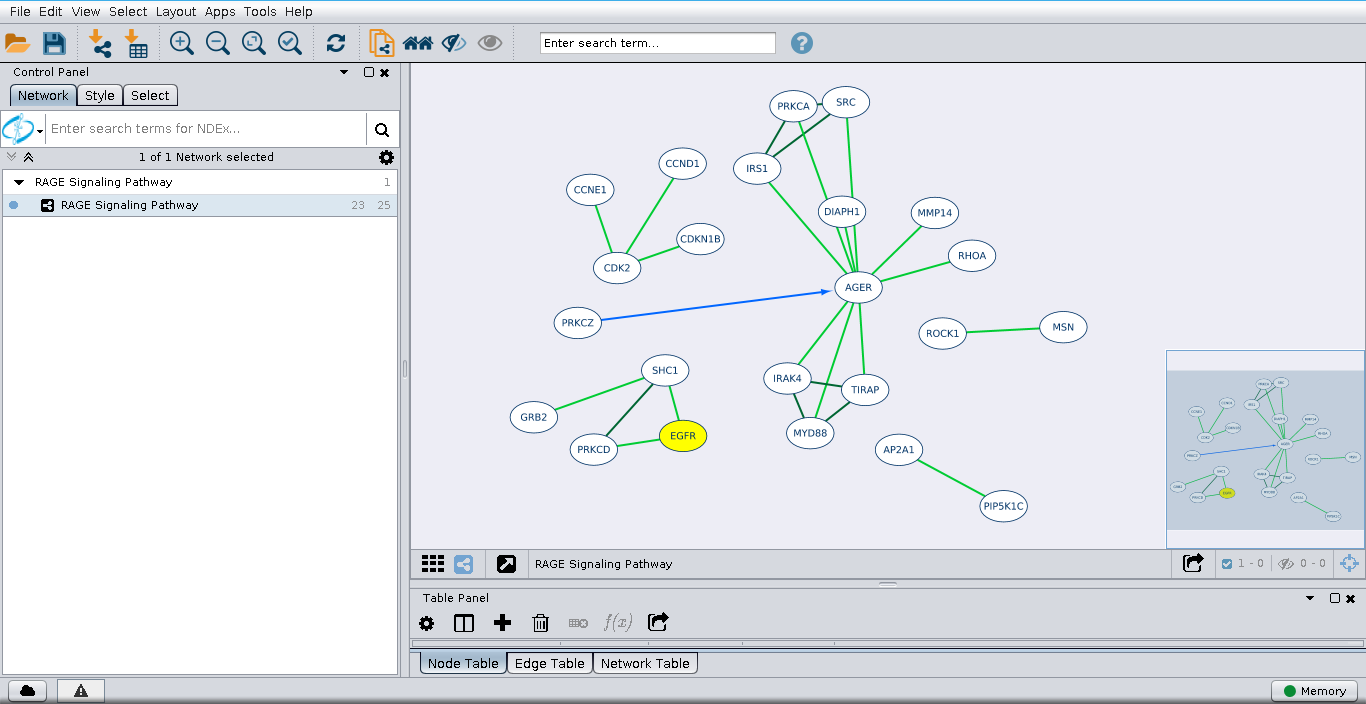 File Edit View Select Layout Apps Tools Help
Enter search term...
Control Panel
Network Style Select
Enter search terms for NDEx...
1 of 1 Network selected
RAGE Signaling Pathway 1
RAGE Signaling Pathway 23 25
PRKCA
SRC
IRS1
CCND1
CCNE1
DIAPH1
MMP14
CDKN1B
RHOA
CDK2
AGER
PRKCZ
ROCK1
MSN
SHC1
IRAK4
TIRAP
GRB2
EGFR
MYD88
PRKCD
AP2A1
PIP5K1C
RAGE Signaling Pathway
1 - 0
0 - 0
Table Panel
f(x)
Node Table Edge Table Network Table
Memory